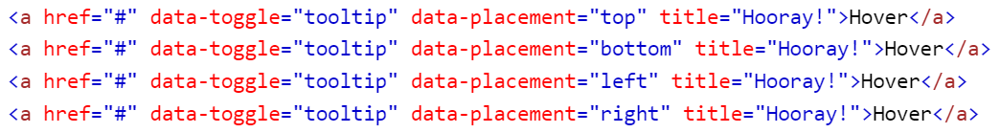 <a href="#" data-toggle="tooltip" data-placement="top" title="Hooray!">Hover</a>
<a href="#" data-toggle="tooltip" data-placement="bottom" title="Hooray!">Hover</a>
<a href="#" data-toggle="tooltip" data-placement="left" title="Hooray!">Hover</a>
<a href="#" data-toggle="tooltip" data-placement="right" title="Hooray!">Hover</a>